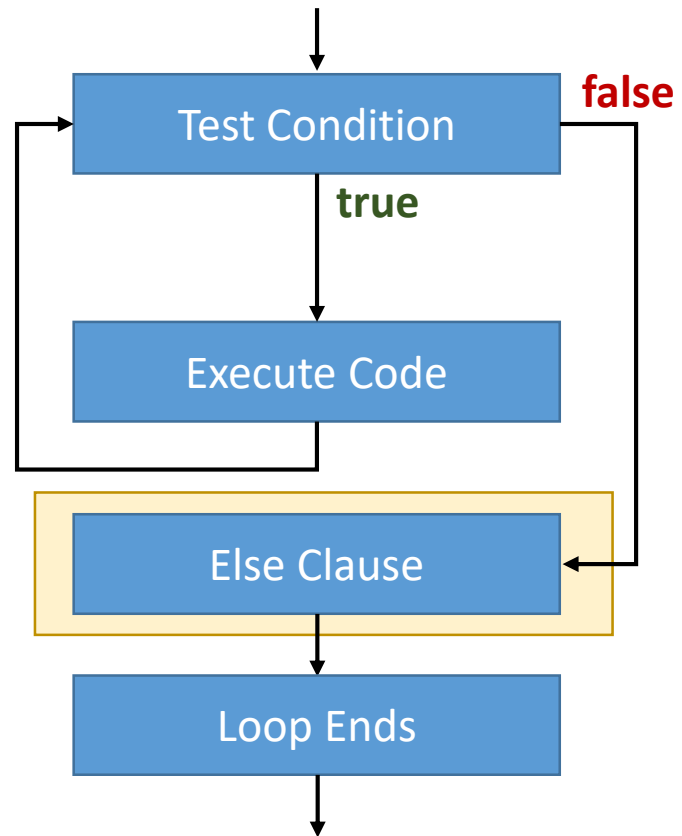 Test Condition
false
true
Execute Code
Else Clause
Loop Ends